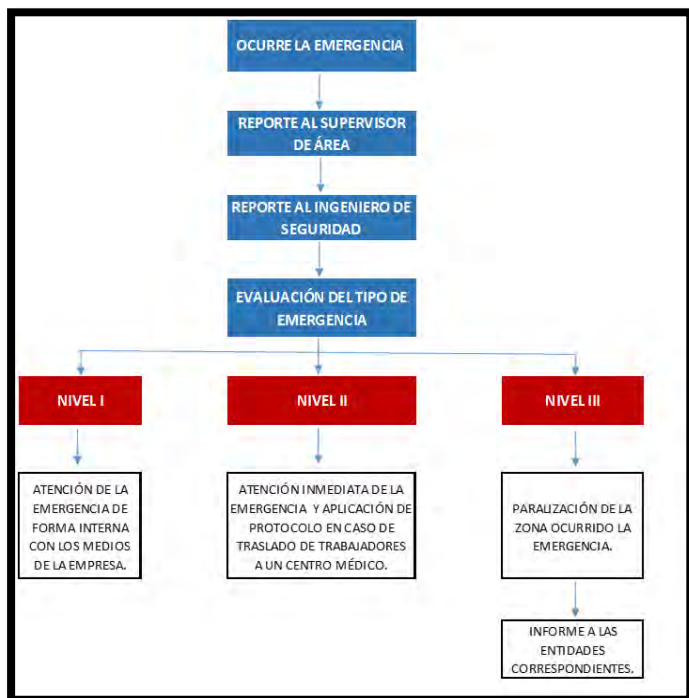 OCURRE LA EMERGENCIA
REPORTE AL SUPERVISOR
DE ÁREA
REPORTE AL INGENIERO DE
SEGURIDAD
EVALUACIÓN DEL TIPO DE
EMERGENCIA
NIVEL I
NIVEL II
NIVEL III
ATENCIÓN DE LA
EMERGENCIA DE
FORMA INTERNA
CON LOS MEDIOS
DE LA EMPRESA.
ATENCIÓN INMEDIATA DE LA
EMERGENCIA Y APLICACIÓN DE
PROTOCOLO EN CASO DE
TRASLADO DE TRABAJADORES
A UN CENTRO MÉDICO.
PARALIZACIÓN DE LA
ZONA OCURRIDO LA
EMERGENCIA.
INFORME A LAS
ENTIDADES
CORRESPONDIENTES.